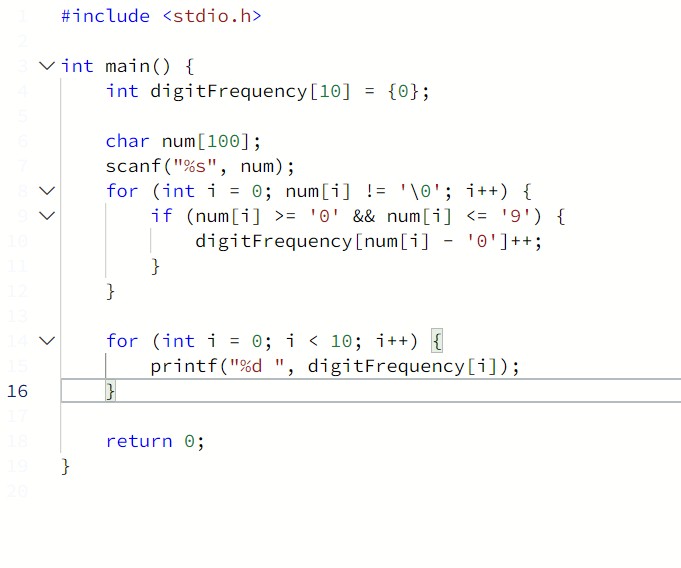 1 #include <stdio.h>
2
3 int main() {
4     int digitFrequency[10] = {0};
5
6     char num[100];
7     scanf("%s", num);
8     for (int i = 0; num[i] != '\0'; i++) {
9         if (num[i] >= '0' && num[i] <= '9') {
10             digitFrequency[num[i] - '0']++;
11         }
12     }
13
14     for (int i = 0; i < 10; i++) {
15         printf("%d ", digitFrequency[i]);
16     }
17
18     return 0;
19 }
20